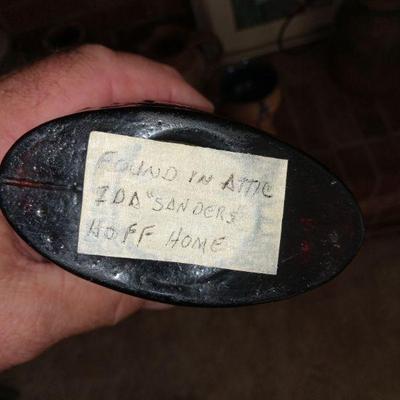 FOUND IN ATTIC
IDA "SANDERS"
HOFF HOME